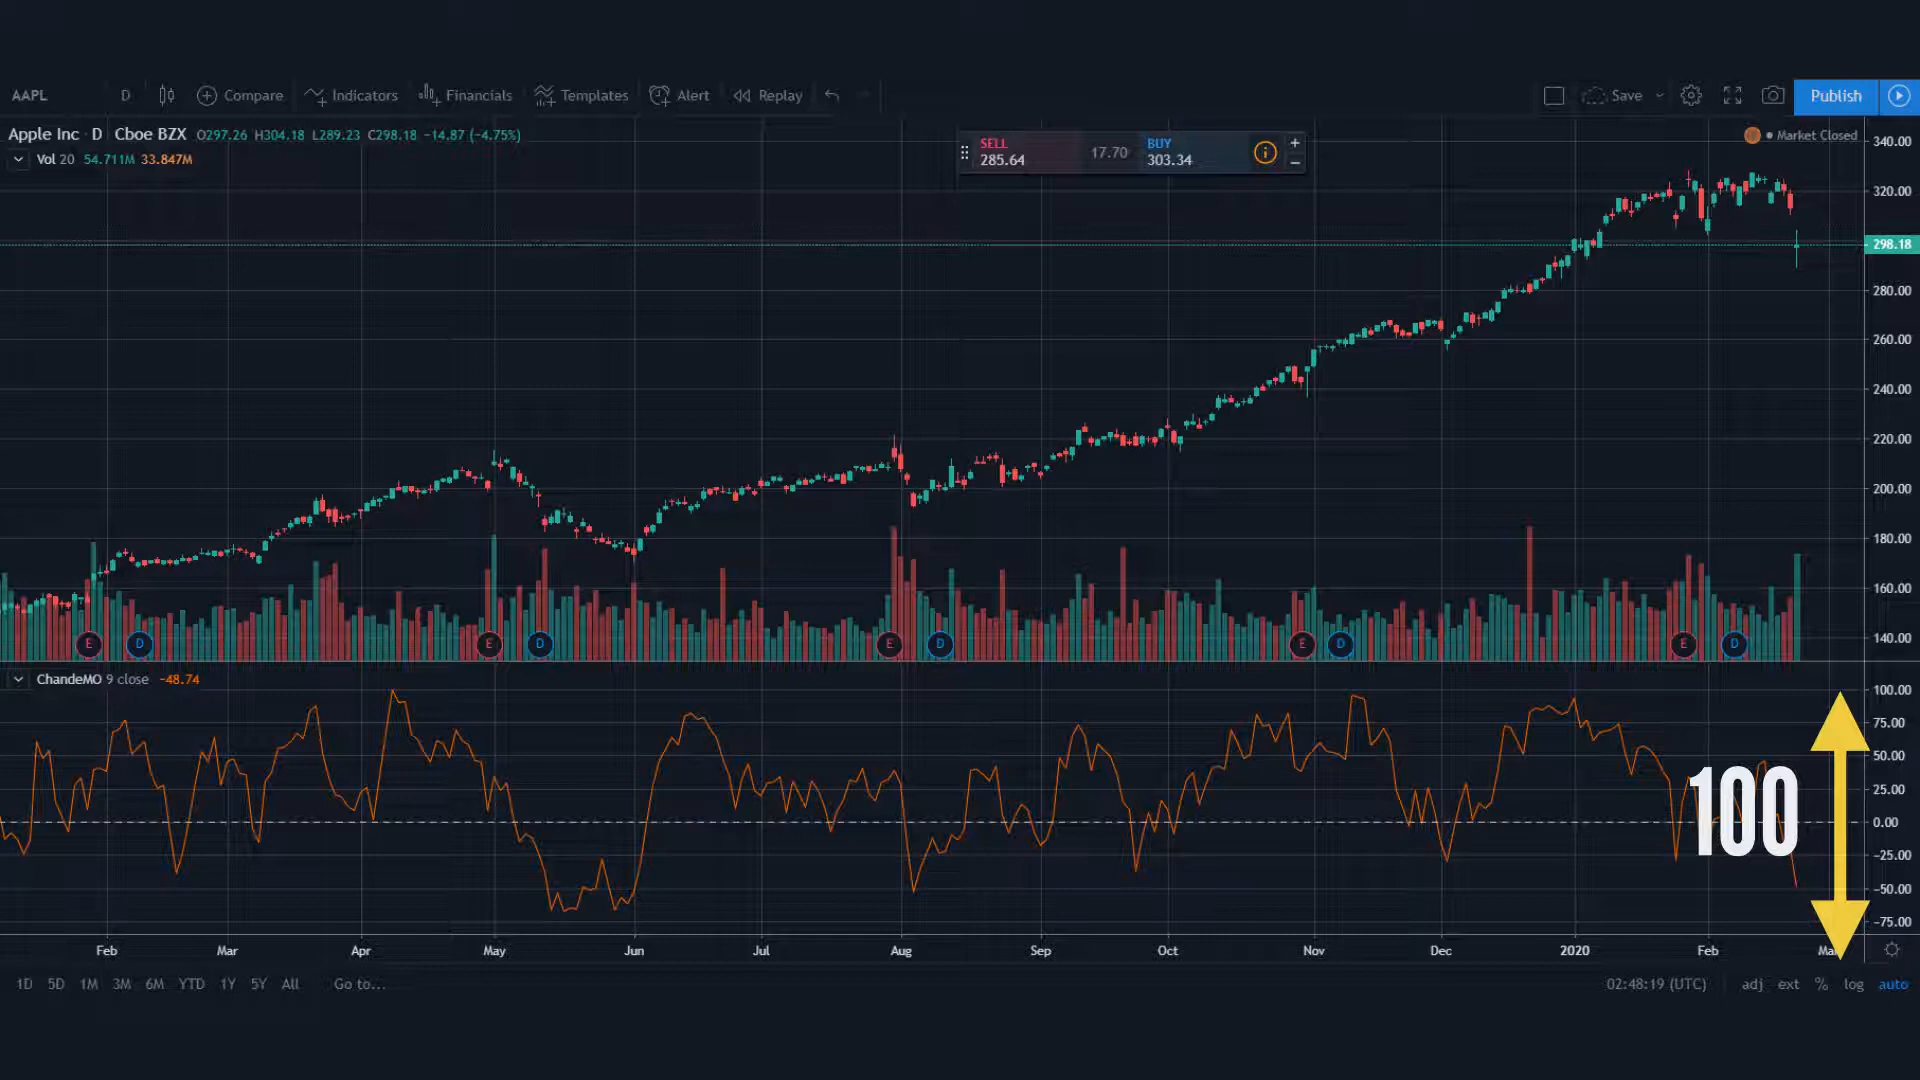 AAPL D Compare Indicators Financials Templates Alert Replay Save Publish
Apple Inc · D · Cboe BZX O297.26 H304.18 L289.23 C298.18 −14.87 (−4.75%)
Vol 20 54.711M 33.847M
SELL
285.64
17.70
BUY
303.34
Market Closed
340.00
320.00
298.18
280.00
260.00
240.00
220.00
200.00
180.00
160.00
140.00
E D E D E D E D E D
ChandeMO 9 close −48.74
100.00
75.00
50.00
25.00
0.00
−25.00
−50.00
−75.00
100
Feb Mar Apr May Jun Jul Aug Sep Oct Nov Dec 2020 Feb
1D 5D 1M 3M 6M YTD 1Y 5Y All Go to... 02:48:19 (UTC) adj ext % log auto